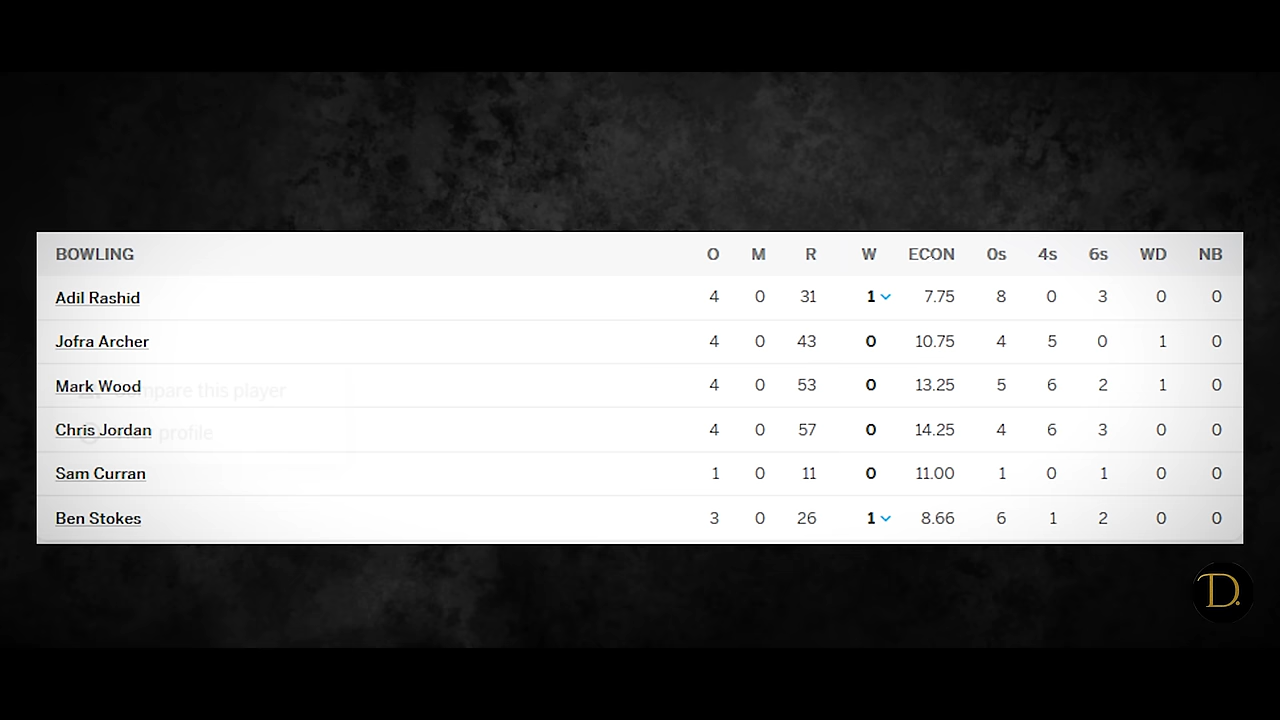 BOWLING O M R W ECON 0s 4s 6s WD NB
Adil Rashid 4 0 31 1 7.75 8 0 3 0 0
Jofra Archer 4 0 43 0 10.75 4 5 0 1 0
Mark Wood 4 0 53 0 13.25 5 6 2 1 0
compare this player
Chris Jordan 4 0 57 0 14.25 4 6 3 0 0
profile
Sam Curran 1 0 11 0 11.00 1 0 1 0 0
Ben Stokes 3 0 26 1 8.66 6 1 2 0 0
D.